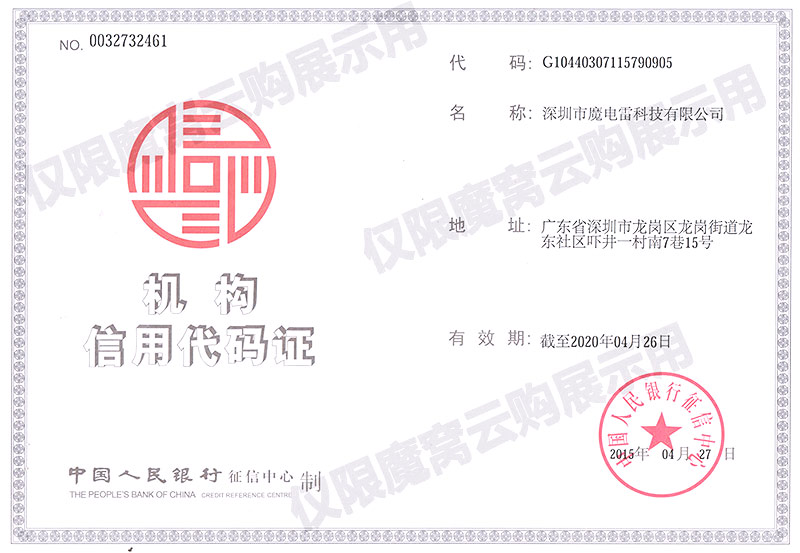 NO. 0032732461
代 码: G10440307115790905
名 称: 深圳市魔电雷科技有限公司
地 址: 广东省深圳市龙岗区龙岗街道龙
东社区吓井一村南7巷15号
机 构
信用代码证
有 效 期: 截至2020年04月26日
中国人民银行征信中心
2015年 04月 27日
中国人民银行 征信中心 制
THE PEOPLE'S BANK OF CHINA CREDIT REFERENCE CENTRE
仅限魔窝云购展示用
仅限魔窝云购展示用
仅限魔窝云购展示用